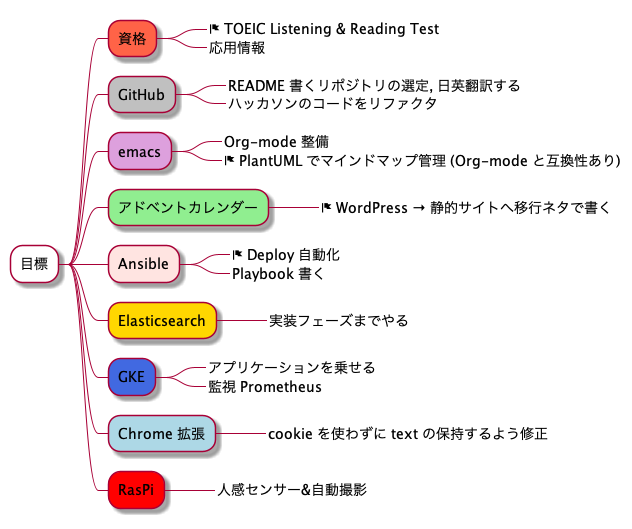 目標
資格
⚑ TOEIC Listening & Reading Test
応用情報
GitHub
README 書くリポジトリの選定, 日英翻訳する
ハッカソンのコードをリファクタ
emacs
Org-mode 整備
⚑ PlantUML でマインドマップ管理 (Org-mode と互換性あり)
アドベントカレンダー
⚑ WordPress → 静的サイトへ移行ネタで書く
Ansible
⚑ Deploy 自動化
Playbook 書く
Elasticsearch
実装フェーズまでやる
GKE
アプリケーションを乗せる
監視 Prometheus
Chrome 拡張
cookie を使わずに text の保持するよう修正
RasPi
人感センサー&自動撮影